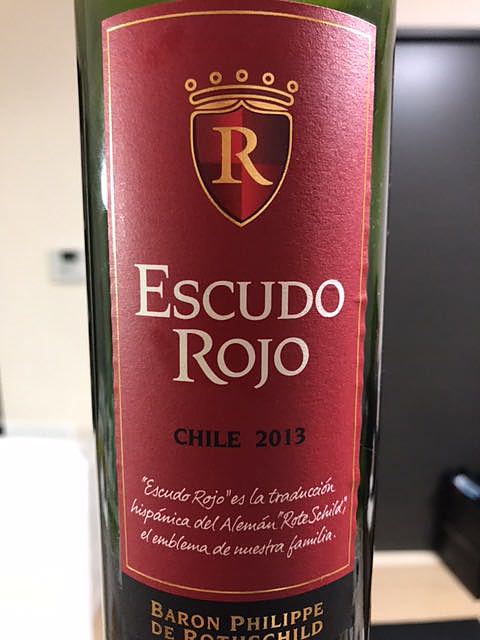 R
ESCUDO
ROJO
CHILE 2013
"Escudo Rojo" es la traducción
hispánica del Alemán "Rote Schild",
el emblema de nuestra familia.
BARON PHILIPPE
DE ROTHSCHILD